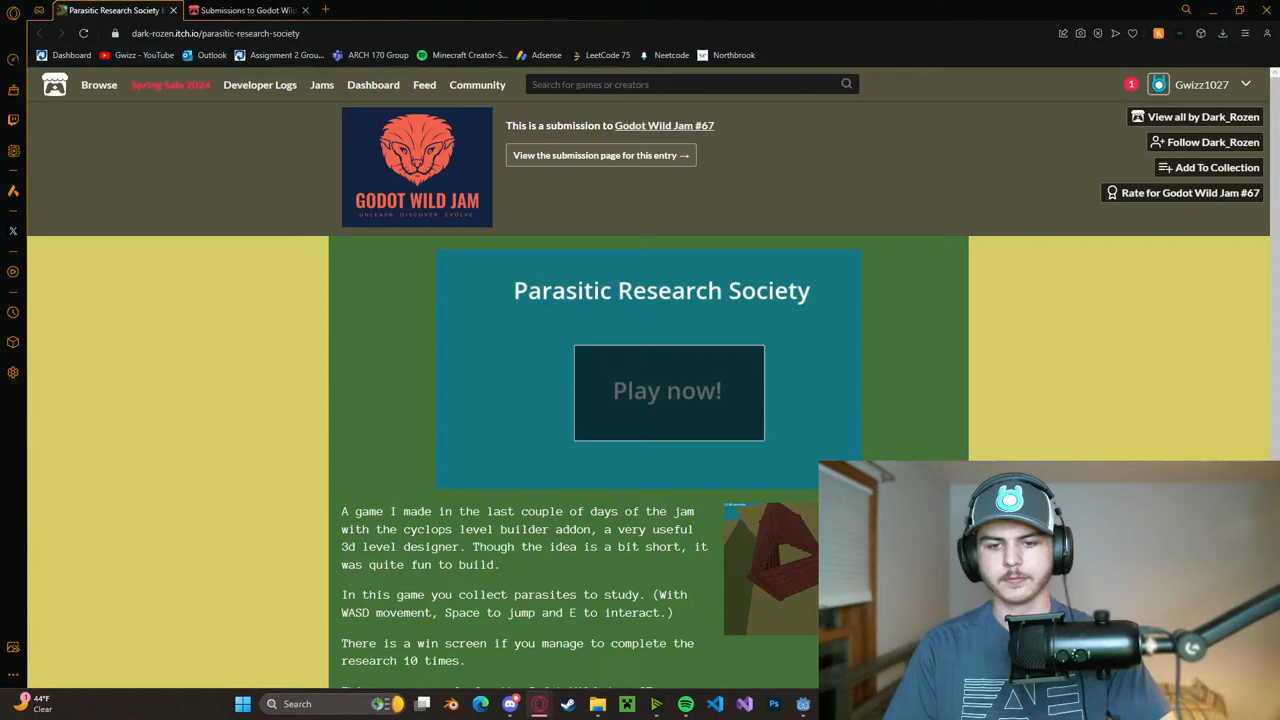 Parasitic Research Society
Submissions to Godot Wil
dark-rozen.itch.io/parasitic-research-society
Dashboard
Gwizz - YouTube
Outlook
Assignment 2 Grou...
ARCH 170 Group
Minecraft Creator-S...
Adsense
LeetCode 75
Neetcode
Northbrook
Browse
Spring Sale 2024
Developer Logs
Jams
Dashboard
Feed
Community
Search for games or creators
1
Gwizz1027
GODOT WILD JAM
UNLEASH . DISCOVER . EVOLVE
This is a submission to Godot Wild Jam #67
View the submission page for this entry →
View all by Dark_Rozen
Follow Dark_Rozen
Add To Collection
Rate for Godot Wild Jam #67
Parasitic Research Society
Play now!
A game I made in the last couple of days of the jam
with the cyclops level builder addon, a very useful
3d level designer. Though the idea is a bit short, it
was quite fun to build.
In this game you collect parasites to study. (With
WASD movement, Space to jump and E to interact.)
There is a win screen if you manage to complete the
research 10 times.
1
44°F
Clear
Search